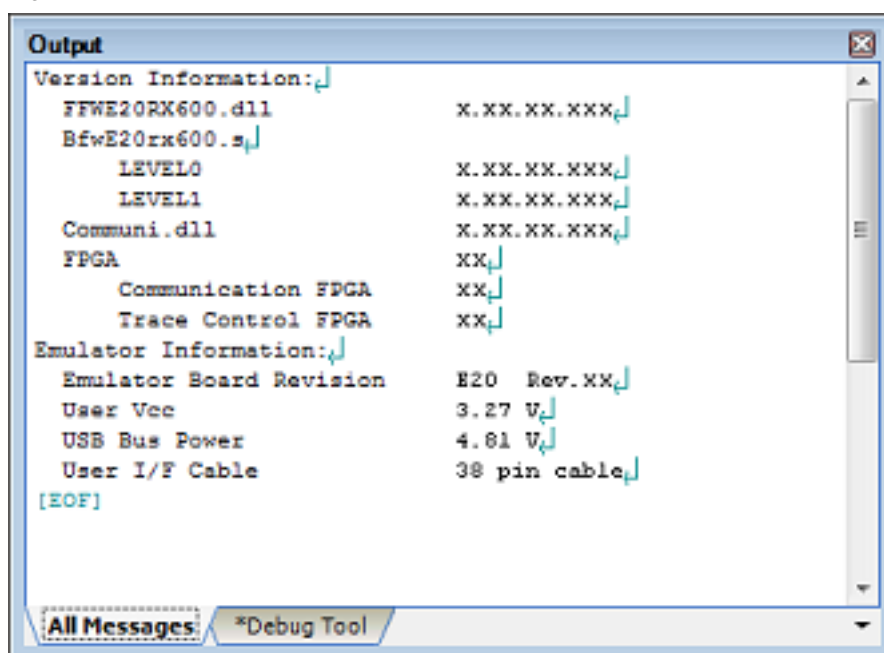 Output
Version Information:↵
FFWE20RX600.dll x.xx.xx.xxx↵
BfwE20rx600.s↵
LEVEL0 x.xx.xx.xxx↵
LEVEL1 x.xx.xx.xxx↵
Communi.dll x.xx.xx.xxx↵
FPGA xx↵
Communication FPGA xx↵
Trace Control FPGA xx↵
Emulator Information:↵
Emulator Board Revision E20 Rev.xx↵
User Vcc 3.27 V↵
USB Bus Power 4.81 V↵
User I/F Cable 38 pin cable↵
[EOF]
All Messages *Debug Tool